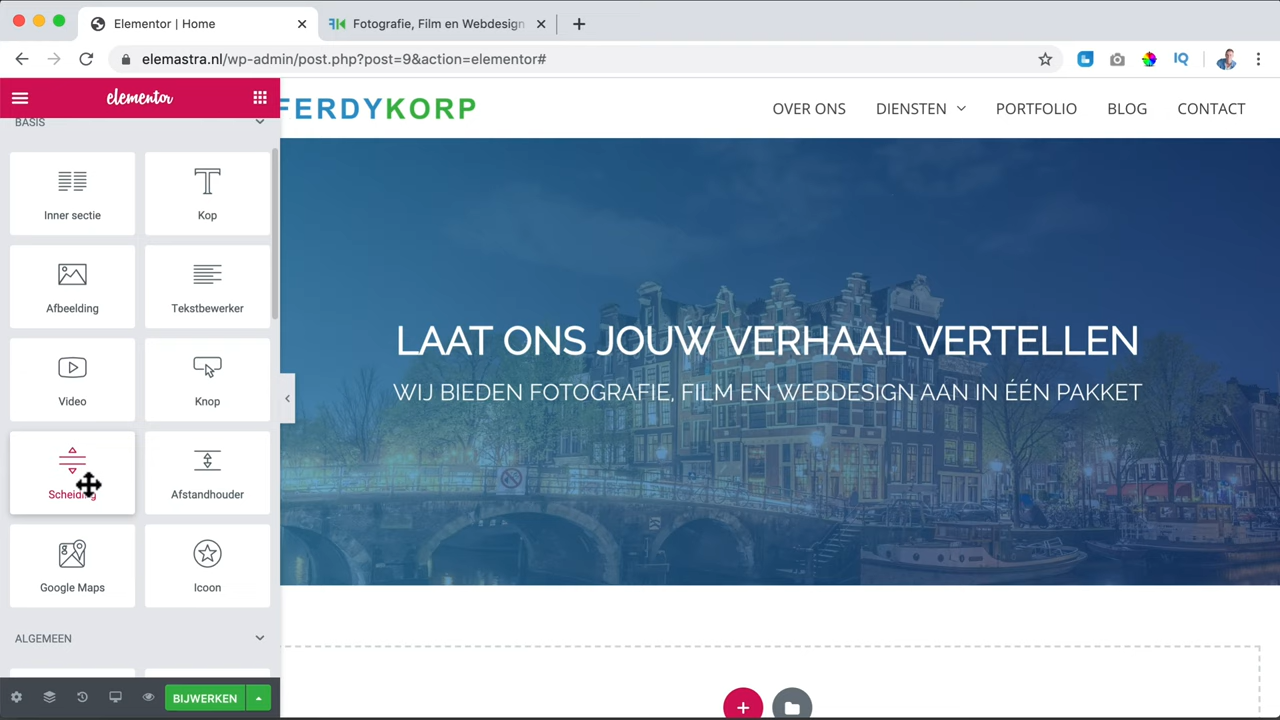 Elementor | Home
Fotografie, Film en Webdesign
elemastra.nl/wp-admin/post.php?post=9&action=elementor#
IQ
elementor
FERDYKORP
OVER ONS
DIENSTEN
PORTFOLIO
BLOG
CONTACT
BASIS
Inner sectie
Kop
Afbeelding
Tekstbewerker
Video
Knop
Afstandhouder
Google Maps
Icoon
ALGEMEEN
BIJWERKEN
LAAT ONS JOUW VERHAAL VERTELLEN
WIJ BIEDEN FOTOGRAFIE, FILM EN WEBDESIGN AAN IN ÉÉN PAKKET